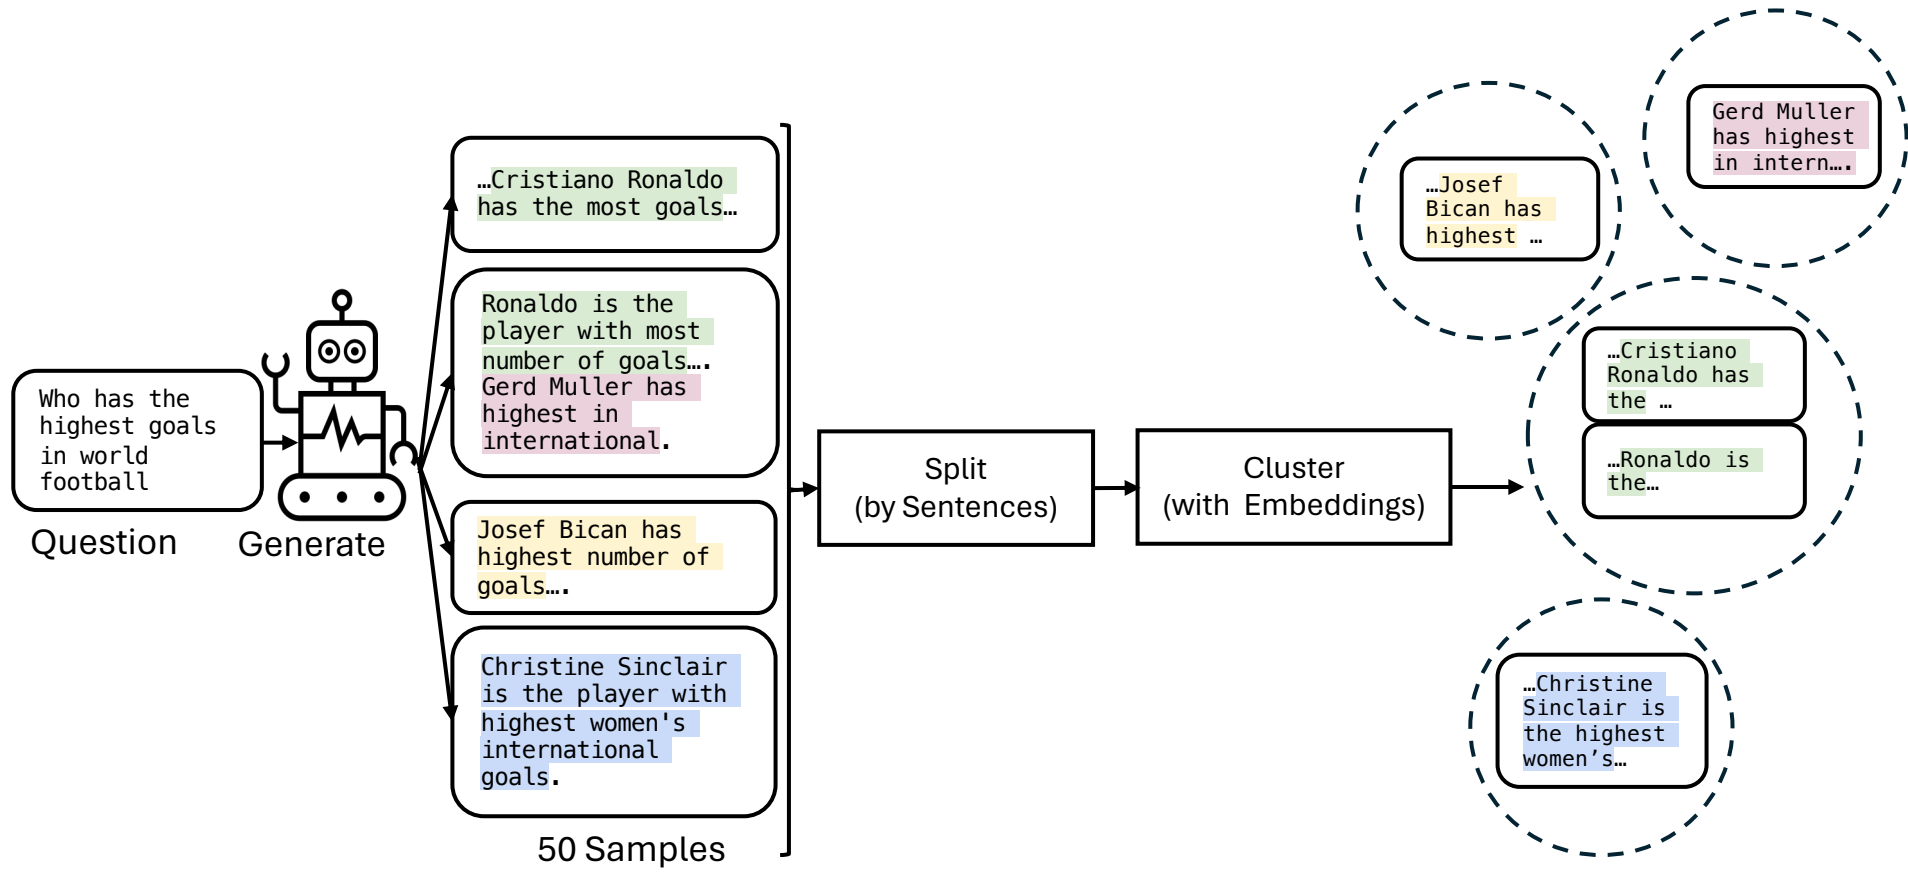 Who has the
highest goals
in world
football
Question
Generate
…Cristiano Ronaldo
has the most goals…
Ronaldo is the
player with most
number of goals….
Gerd Muller has
highest in
international.
Josef Bican has
highest number of
goals….
Christine Sinclair
is the player with
highest women's
international
goals.
50 Samples
Split
(by Sentences)
Cluster
(with Embeddings)
…Josef
Bican has
highest …
Gerd Muller
has highest
in intern….
…Cristiano
Ronaldo has
the …
…Ronaldo is
the…
…Christine
Sinclair is
the highest
women’s…